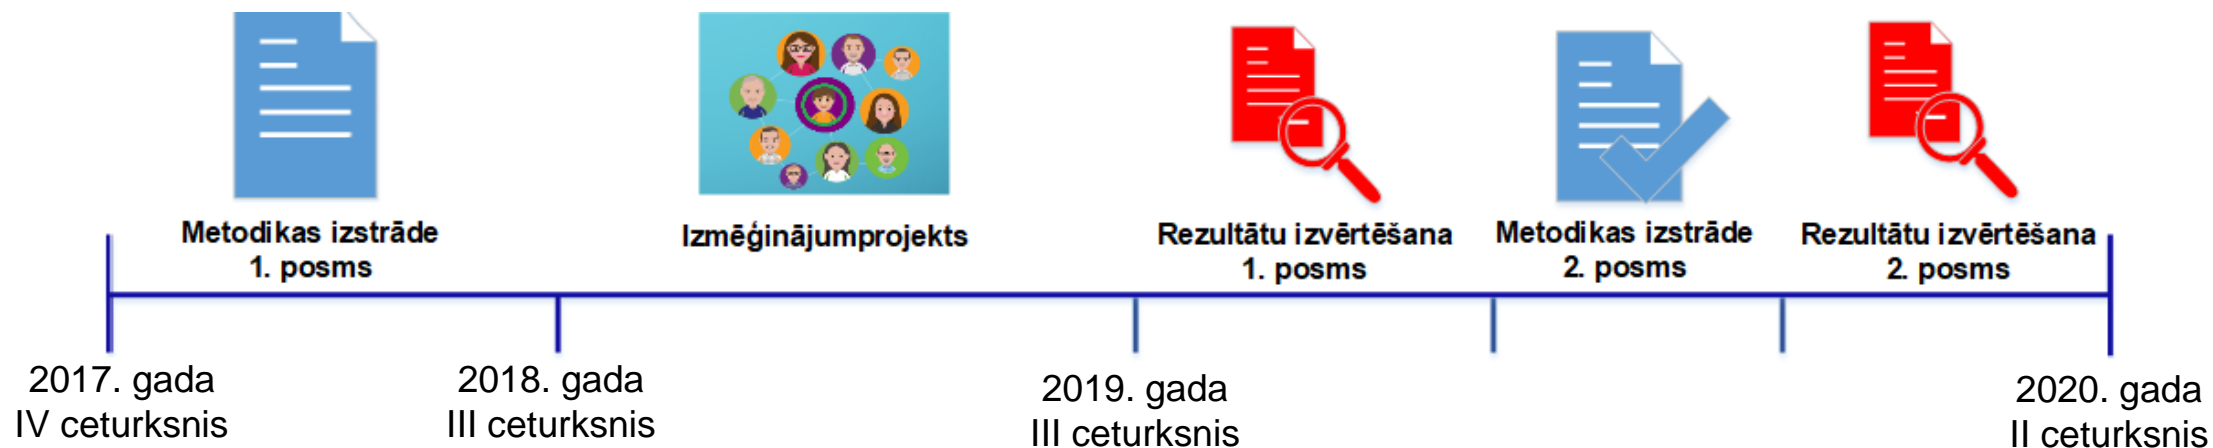 Metodikas izstrāde
1. posms
Izmēģinājumprojekts
Rezultātu izvērtēšana
1. posms
Metodikas izstrāde
2. posms
Rezultātu izvērtēšana
2. posms
2017. gada
IV ceturksnis
2018. gada
III ceturksnis
2019. gada
III ceturksnis
2020. gada
II ceturksnis